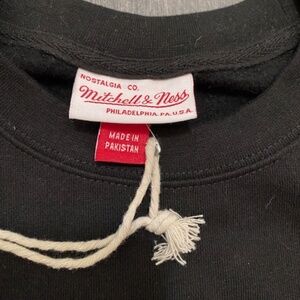 NOSTALGIA CO.
Mitchell & Ness
PHILADELPHIA, PA. U.S.A.
MADE IN
PAKISTAN